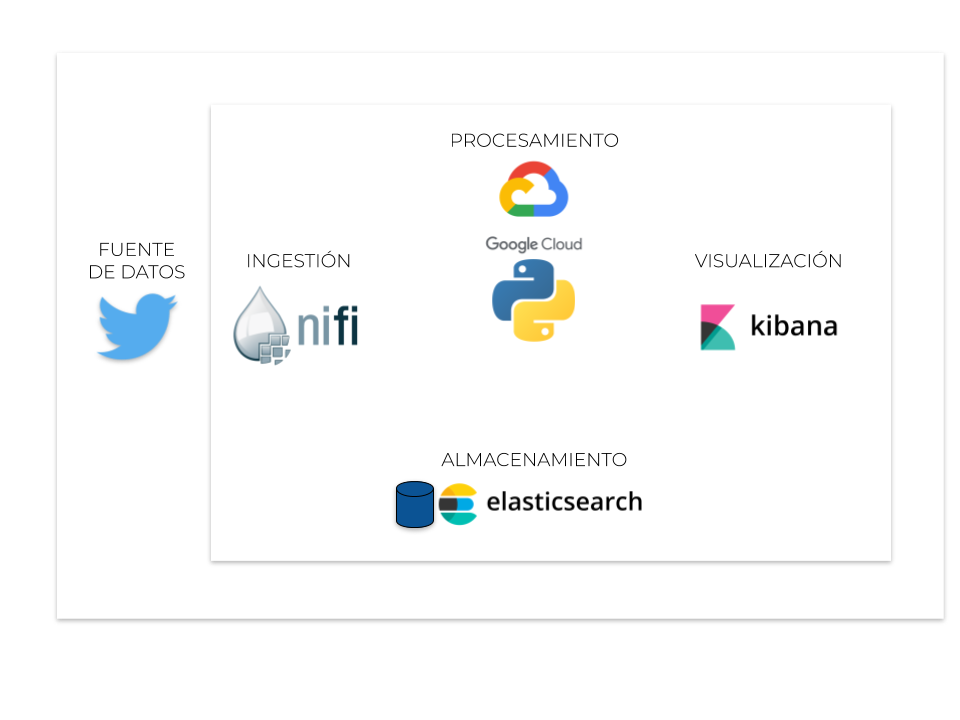 PROCESAMIENTO
Google Cloud
FUENTE
DE DATOS
INGESTIÓN
nifi
VISUALIZACIÓN
kibana
ALMACENAMIENTO
elasticsearch